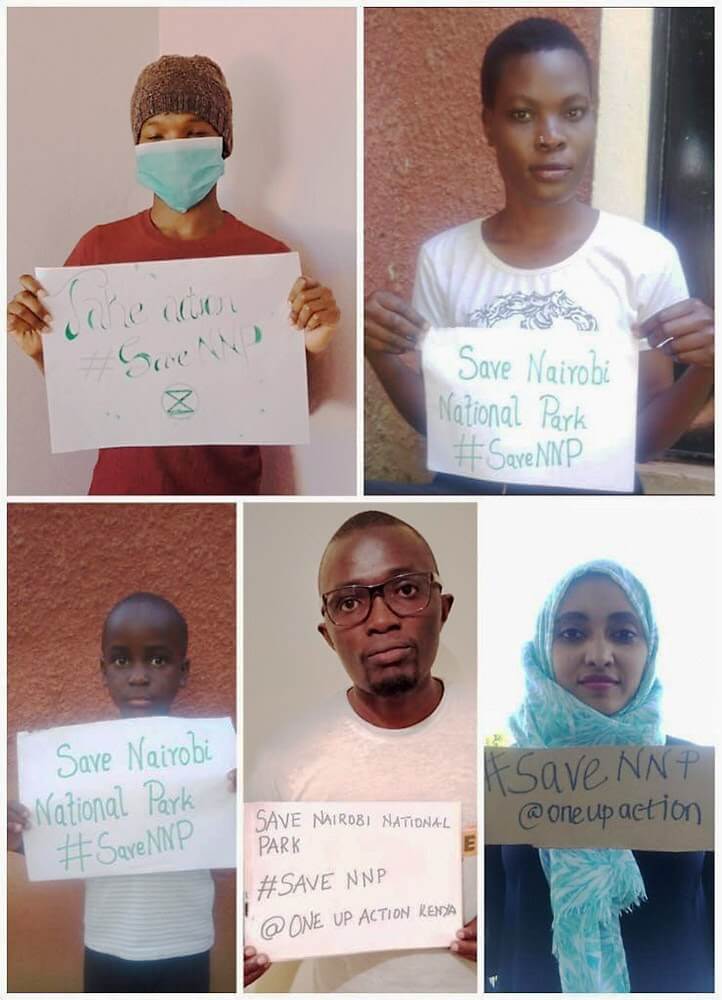 Take action
#Save NNP
Save Nairobi
National Park
#SaveNNP
Save Nairobi
National Park
#SaveNNP
SAVE NAIROBI NATIONAL
PARK
#SAVE NNP
@ONE UP ACTION KENYA
E
#Save NNP
@oneupaction